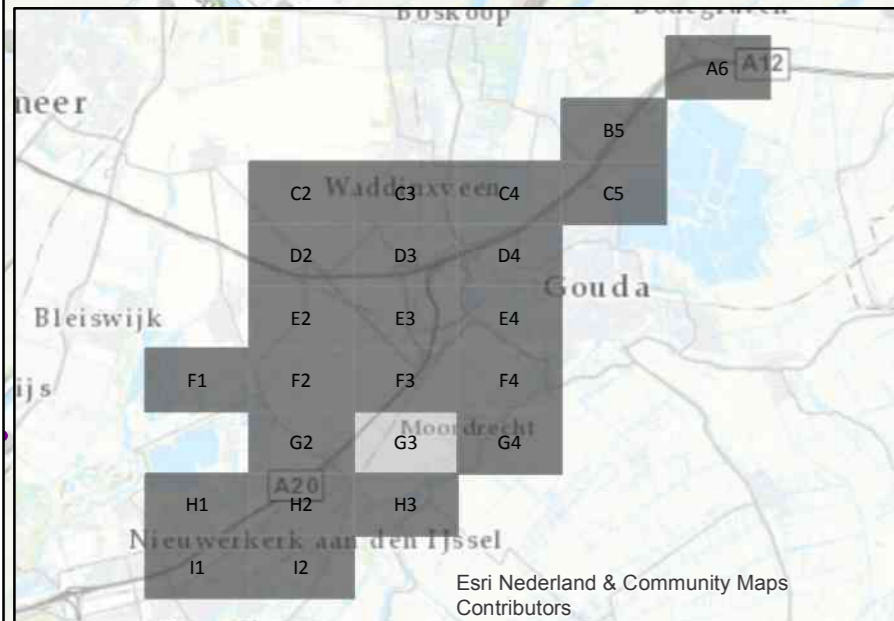 Boskoop
Bodegraven
A6 A12
meer
B5
C2 Waddinxveen C3 C4 C5
D2 D3 D4
Gouda
Bleiswijk E2 E3 E4
ijs F1 F2 F3 F4
Moordrecht
G2 G3 G4
A20
H1 H2 H3
Nieuwerkerk aan den IJssel
I1 I2
Esri Nederland & Community Maps
Contributors